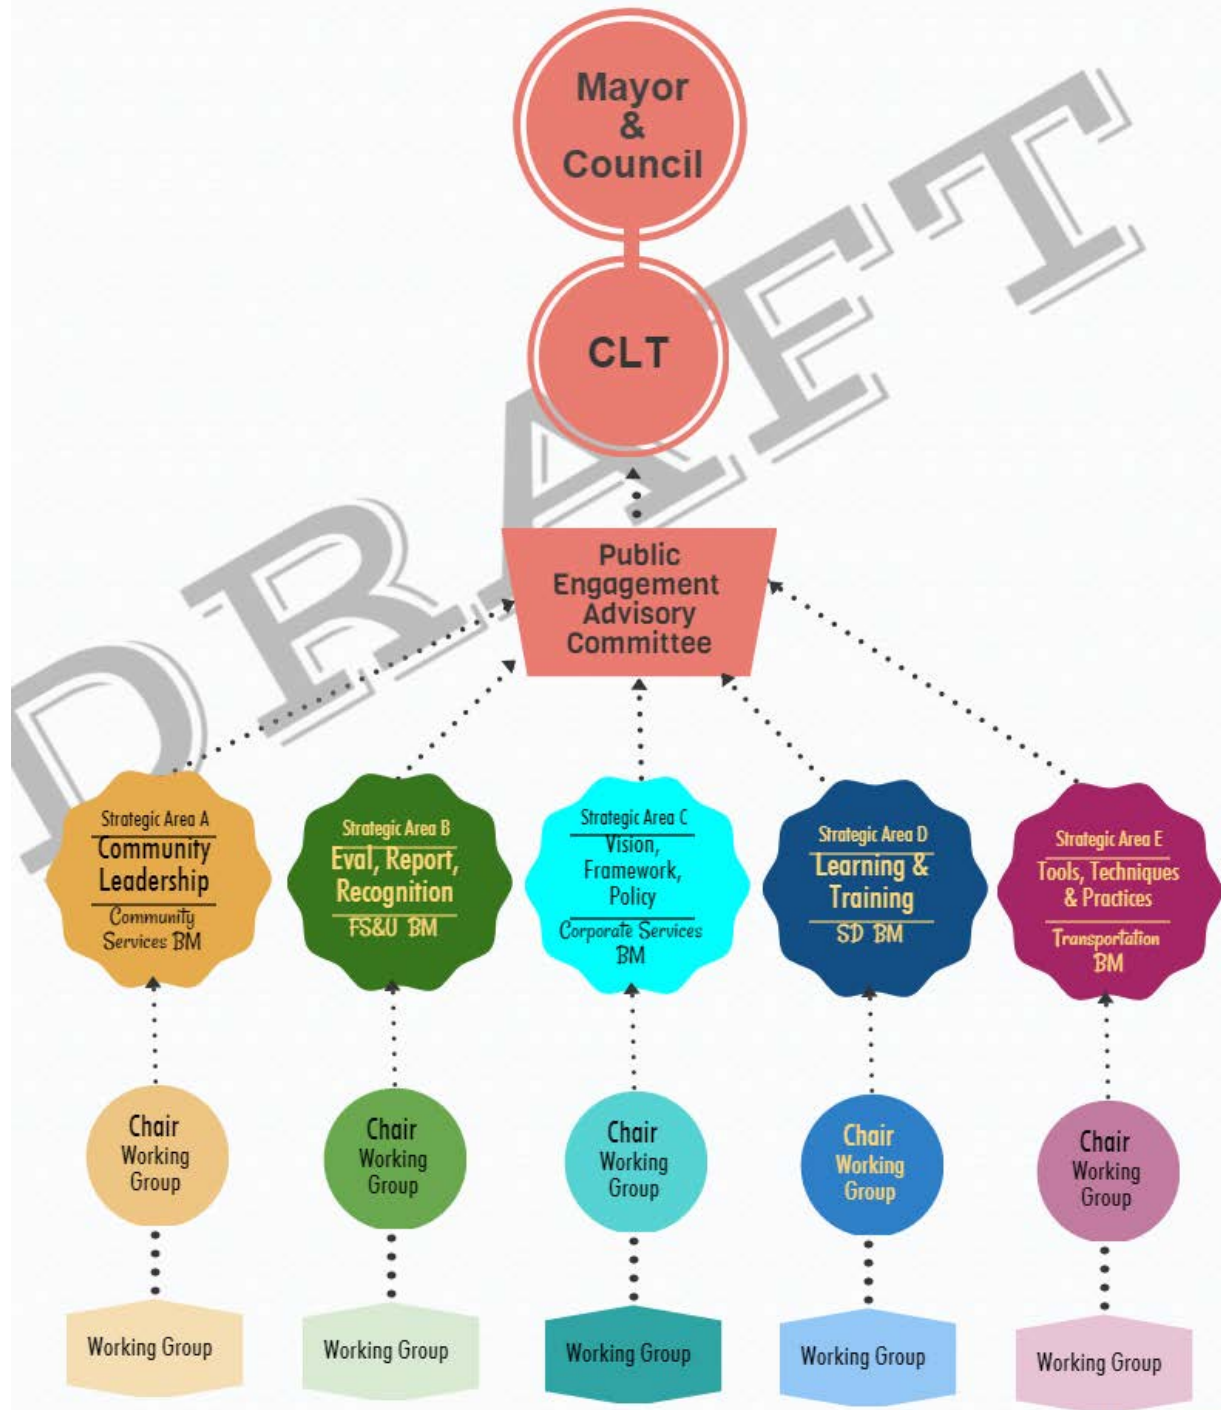 Mayor
&
Council
CLT
DRAFT
Public
Engagement
Advisory
Committee
Strategic Area A
Community
Leadership
Community
Services BM
Strategic Area B
Eval, Report,
Recognition
FS&U BM
Strategic Area C
Vision,
Framework,
Policy
Corporate Services
BM
Strategic Area D
Learning &
Training
SD BM
Strategic Area E
Tools, Techniques
& Practices
Transportation
BM
Chair
Working
Group
Chair
Working
Group
Chair
Working
Group
Chair
Working
Group
Chair
Working
Group
Working Group
Working Group
Working Group
Working Group
Working Group